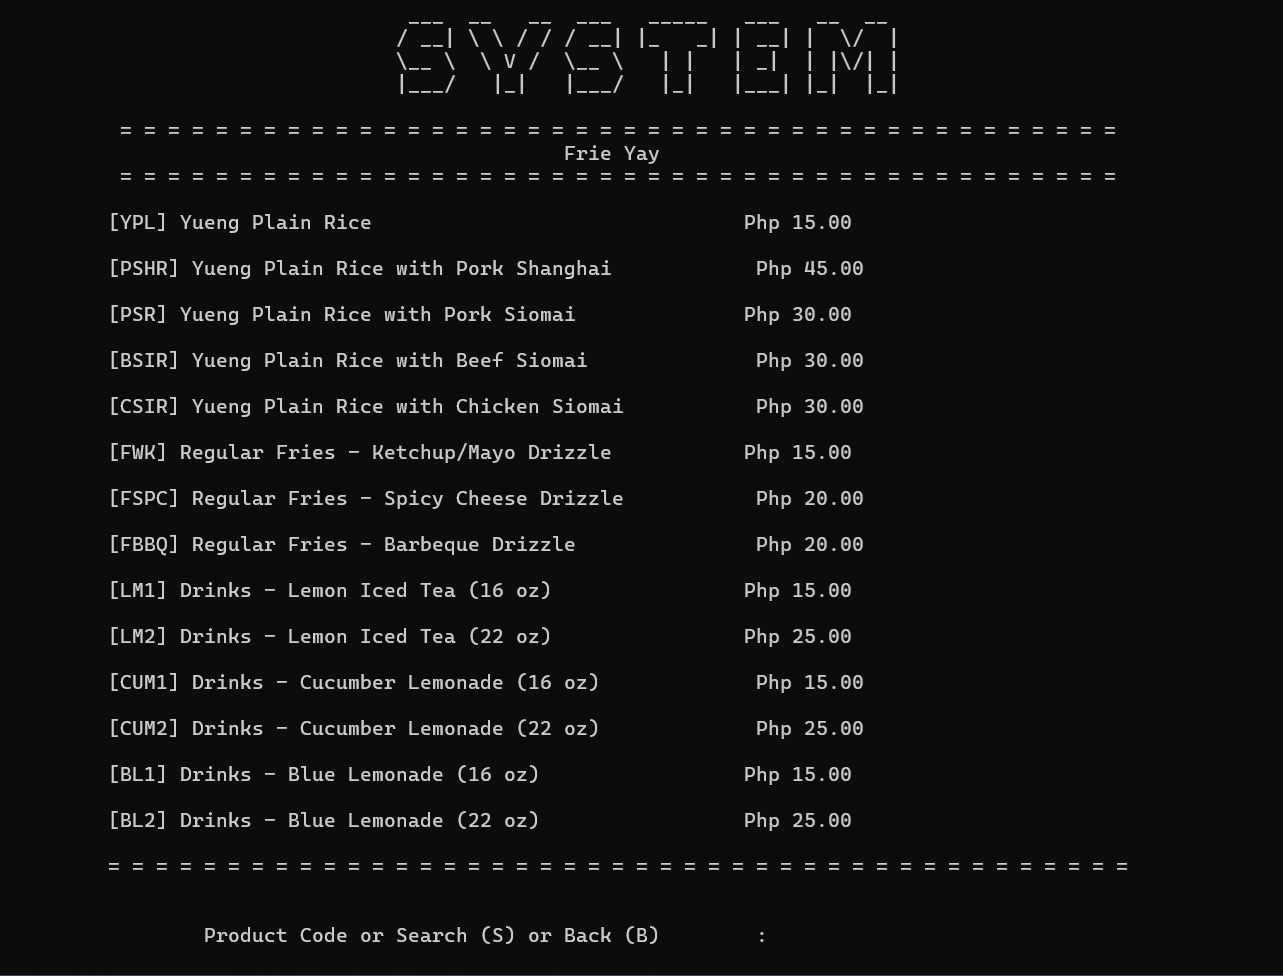 SYSTEM
= = = = = = = = = = = = = = = = = = = = = = = = = = = = = = = = = = = = = = = = = =
Frie Yay
= = = = = = = = = = = = = = = = = = = = = = = = = = = = = = = = = = = = = = = = = =
[YPL] Yueng Plain Rice Php 15.00
[PSHR] Yueng Plain Rice with Pork Shanghai Php 45.00
[PSR] Yueng Plain Rice with Pork Siomai Php 30.00
[BSIR] Yueng Plain Rice with Beef Siomai Php 30.00
[CSIR] Yueng Plain Rice with Chicken Siomai Php 30.00
[FWK] Regular Fries - Ketchup/Mayo Drizzle Php 15.00
[FSPC] Regular Fries - Spicy Cheese Drizzle Php 20.00
[FBBQ] Regular Fries - Barbeque Drizzle Php 20.00
[LM1] Drinks - Lemon Iced Tea (16 oz) Php 15.00
[LM2] Drinks - Lemon Iced Tea (22 oz) Php 25.00
[CUM1] Drinks - Cucumber Lemonade (16 oz) Php 15.00
[CUM2] Drinks - Cucumber Lemonade (22 oz) Php 25.00
[BL1] Drinks - Blue Lemonade (16 oz) Php 15.00
[BL2] Drinks - Blue Lemonade (22 oz) Php 25.00
= = = = = = = = = = = = = = = = = = = = = = = = = = = = = = = = = = = = = = = = = = =
Product Code or Search (S) or Back (B) :